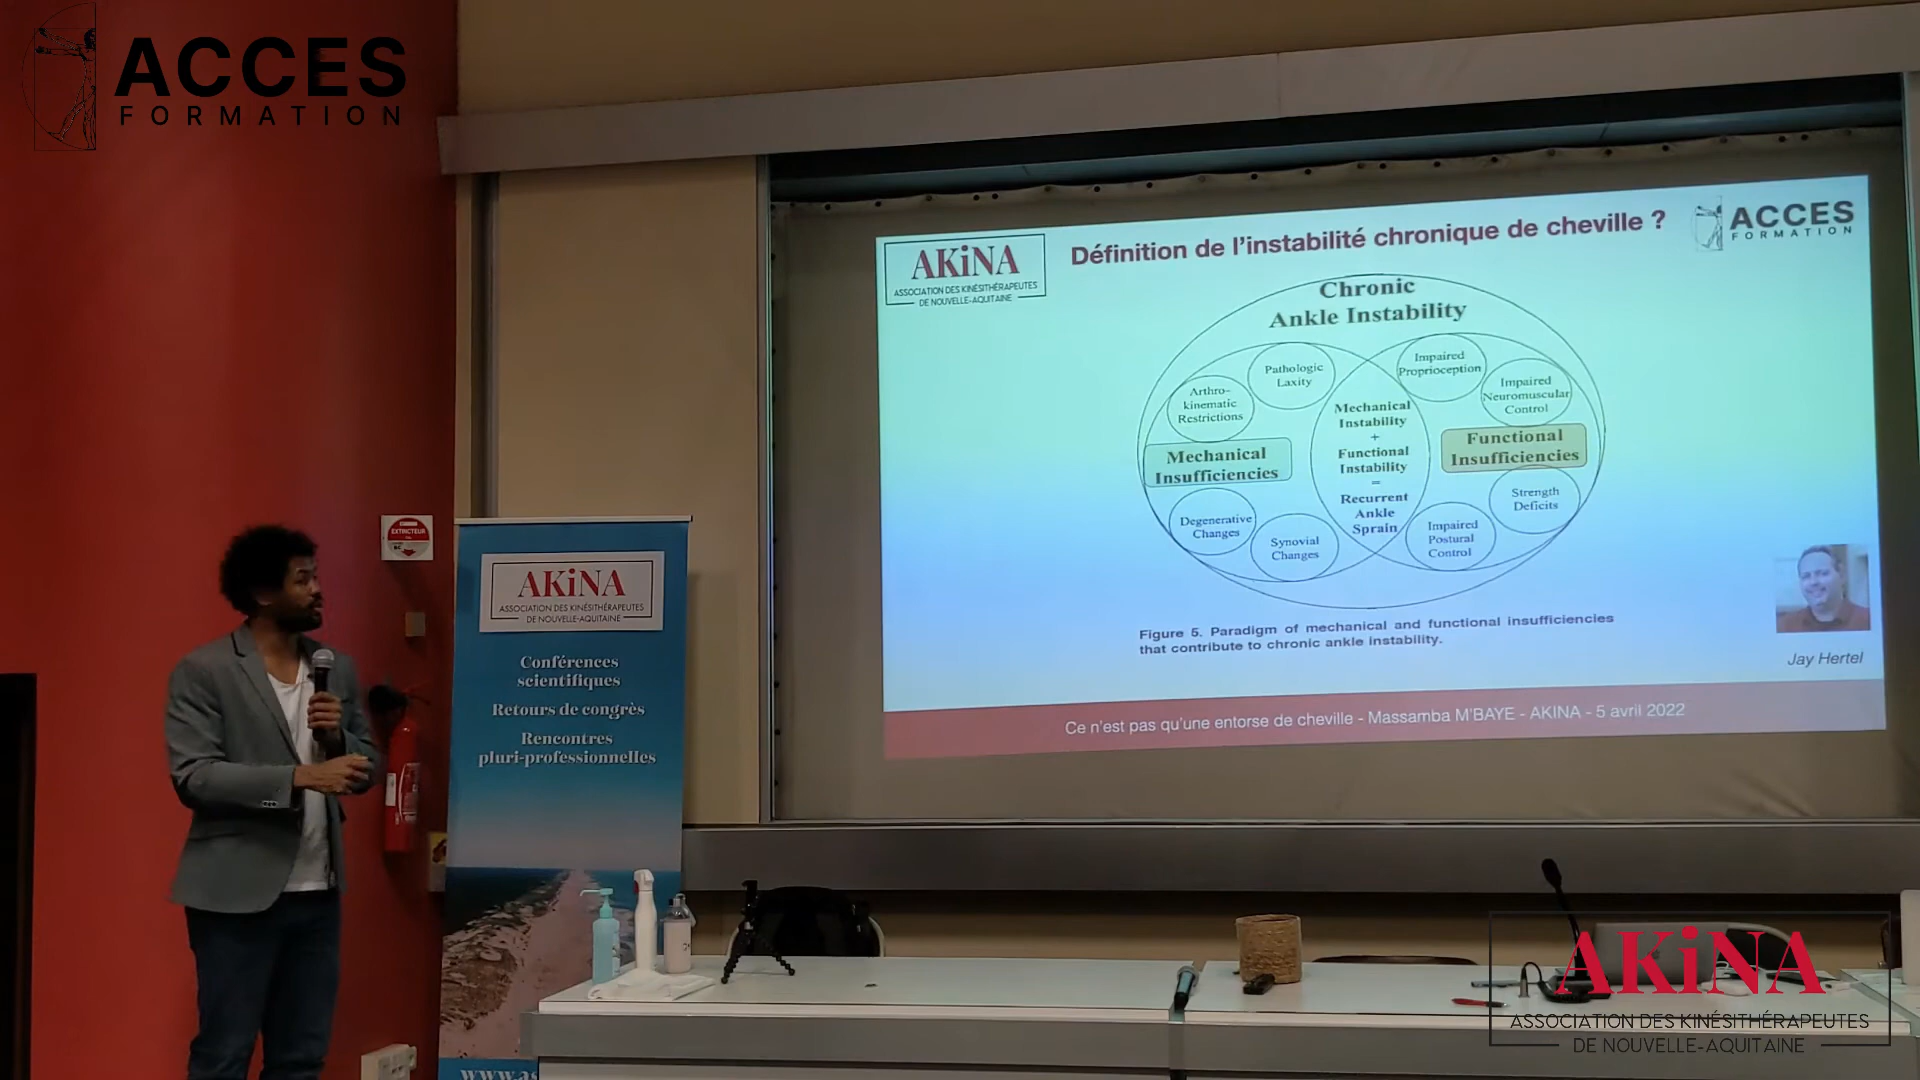 ACCES
FORMATION
AKiNA
ASSOCIATION DES KINÉSITHÉRAPEUTES
DE NOUVELLE-AQUITAINE
Définition de l'instabilité chronique de cheville ?
ACCES
FORMATION
Chronic
Ankle Instability
Pathologic
Laxity
Arthro-
kinematic
Restrictions
Mechanical
Insufficiencies
Degenerative
Changes
Synovial
Changes
Mechanical
Instability
+
Functional
Instability
=
Recurrent
Ankle
Sprain
Impaired
Proprioception
Impaired
Neuromuscular
Control
Functional
Insufficiencies
Strength
Deficits
Impaired
Postural
Control
Figure 5. Paradigm of mechanical and functional insufficiencies
that contribute to chronic ankle instability.
Jay Hertel
Ce n'est pas qu'une entorse de cheville - Massamba M'BAYE - AKINA - 5 avril 2022
EXTINCTEUR
AKiNA
ASSOCIATION DES KINÉSITHÉRAPEUTES
DE NOUVELLE-AQUITAINE
Conférences
scientifiques
Retours de congrès
Rencontres
pluri-professionnelles
AKiNA
ASSOCIATION DES KINÉSITHÉRAPEUTES
DE NOUVELLE-AQUITAINE